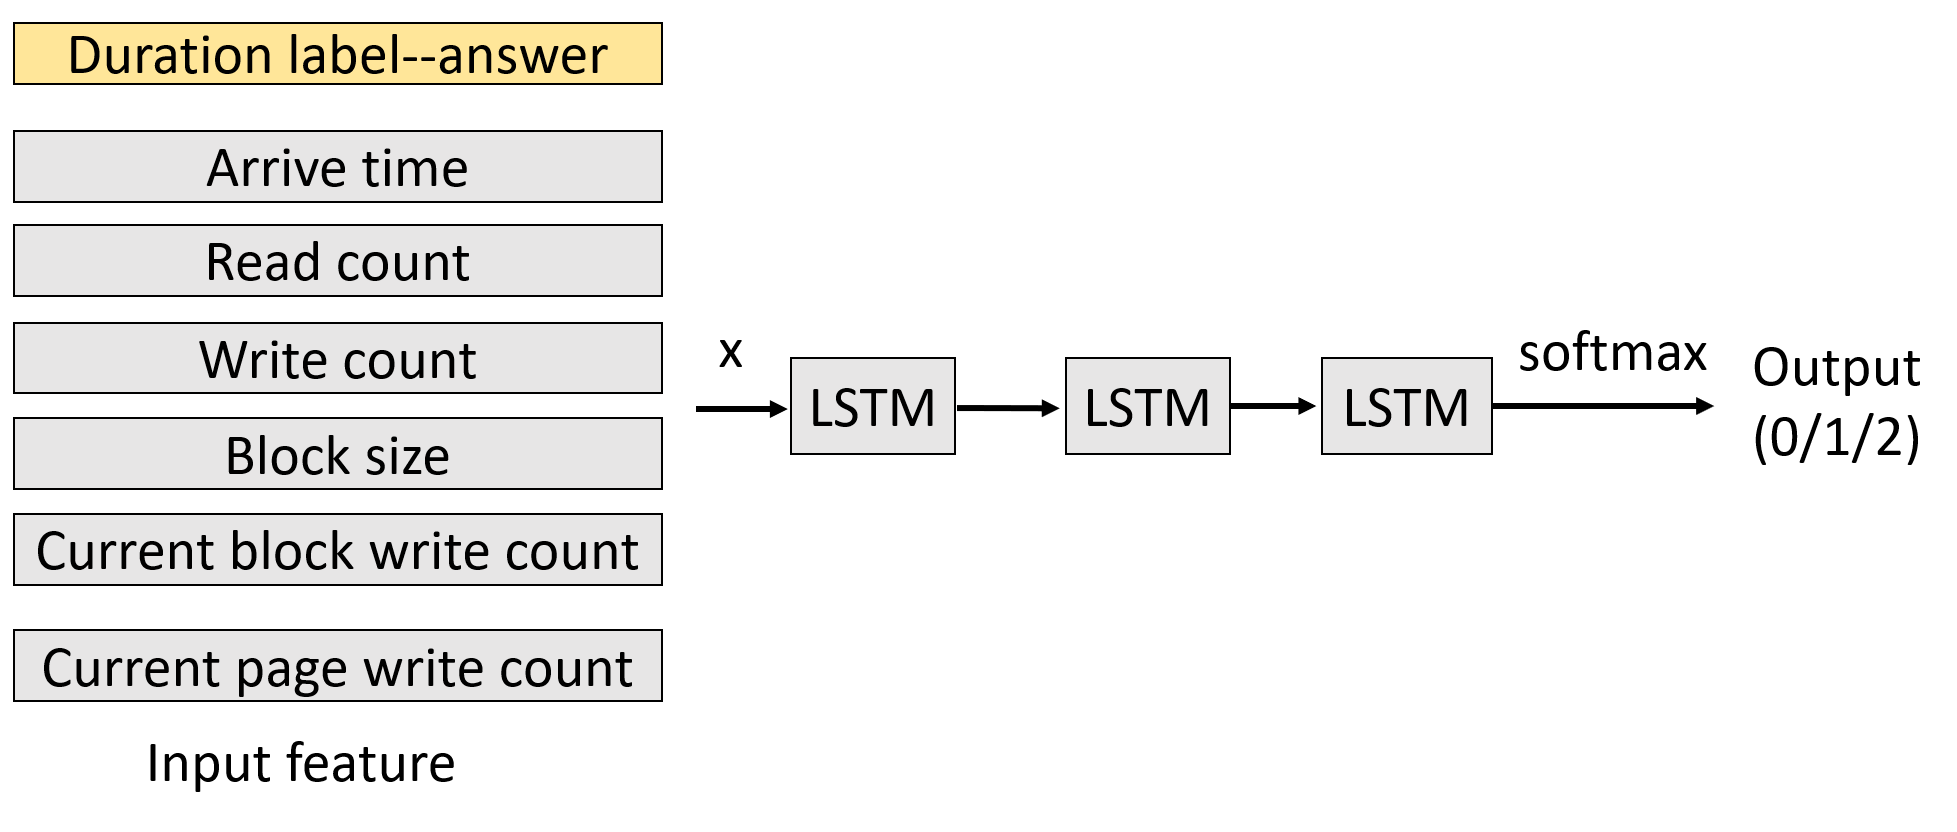 Duration label--answer
Arrive time
Read count
Write count
Block size
Current block write count
Current page write count
Input feature
x
LSTM
LSTM
LSTM
softmax
Output
(0/1/2)